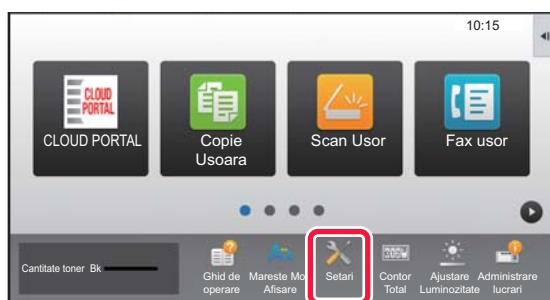 10:15
CLOUD
PORTAL
CLOUD PORTAL
Copie
Usoara
Scan Usor
Fax usor
Cantitate toner Bk
Ghid de
operare
Mareste Mo
Afisare
Setari
Contor
Total
Ajustare
Luminozitate
Administrare
lucrari